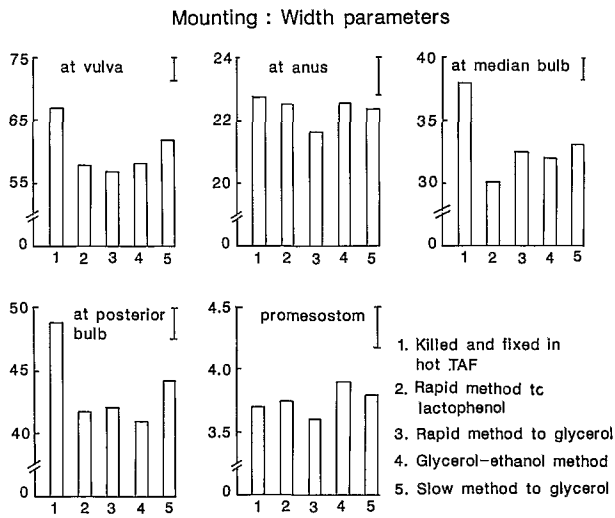 Mounting : Width parameters
75
65
55
0
at vulva
1 2 3 4 5
24
22
20
0
at anus
1 2 3 4 5
40
35
30
0
at median bulb
1 2 3 4 5
50
45
40
0
at posterior
bulb
1 2 3 4 5
4.5
4.0
3.5
0
promesostom
1 2 3 4 5
1. Killed and fixed in
hot TAF
2. Rapid method tc
lactophenol
3. Rapid method to glycerol
4. Glycerol-ethanol method
5. Slow method to glycerol